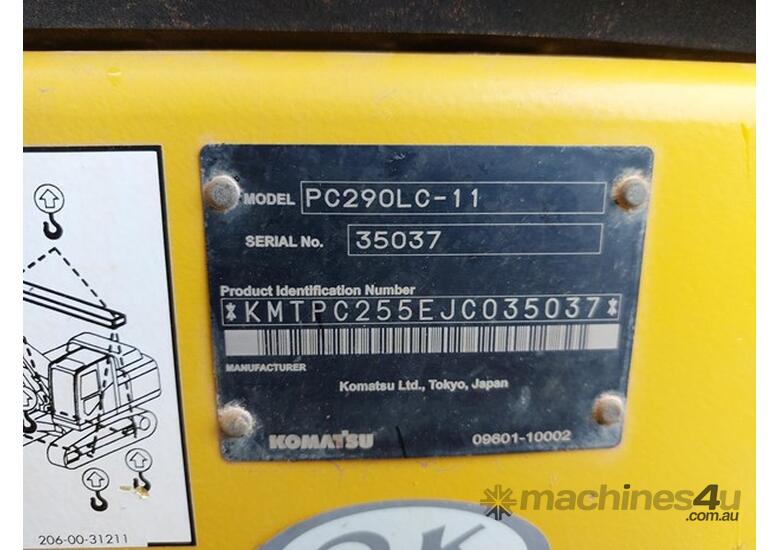 MODEL PC290LC-11
SERIAL No. 35037
Product Identification Number
*KMTPC255EJC035037*
MANUFACTURER
Komatsu Ltd., Tokyo, Japan
KOMATSU 09601-10002
206-00-31211
OK
machines4u
.com.au